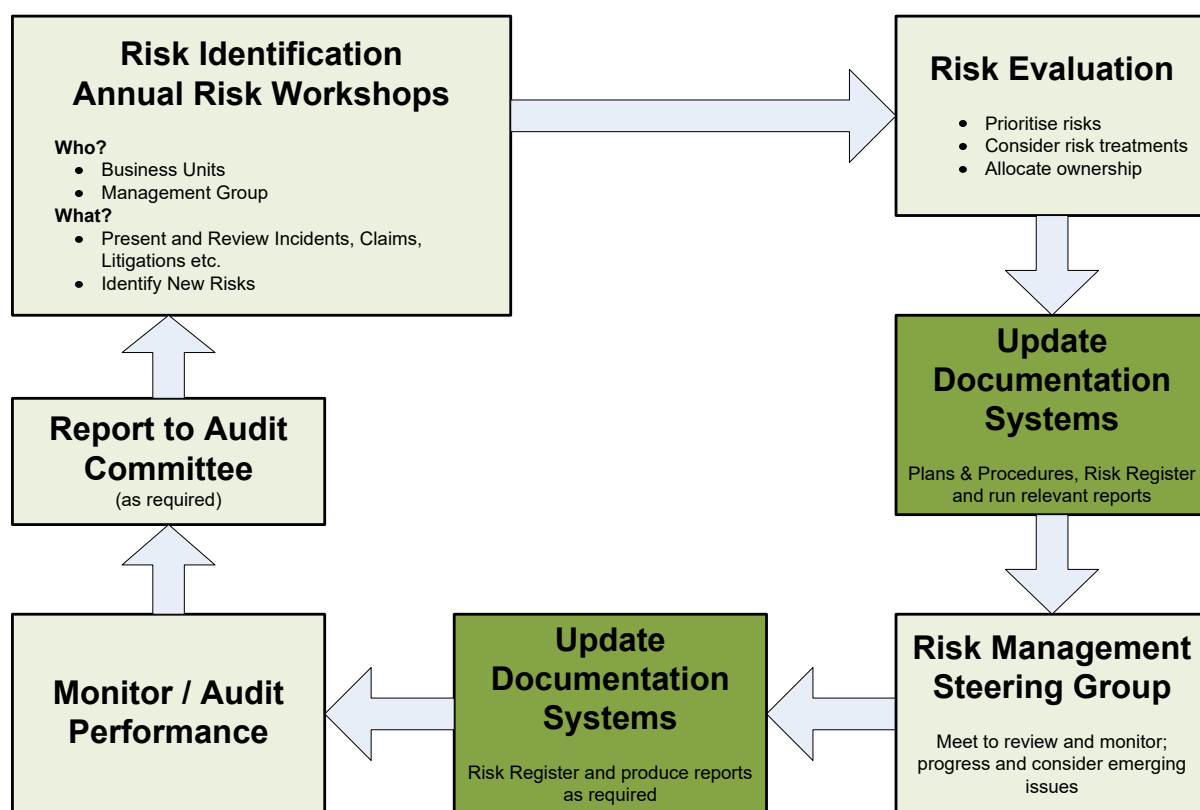 Risk Identification
Annual Risk Workshops
Who?
• Business Units
• Management Group
What?
• Present and Review Incidents, Claims,
Litigations etc.
• Identify New Risks
Risk Evaluation
• Prioritise risks
• Consider risk treatments
• Allocate ownership
Update
Documentation
Systems
Plans & Procedures, Risk Register
and run relevant reports
Risk Management
Steering Group
Meet to review and monitor;
progress and consider emerging
issues
Update
Documentation
Systems
Risk Register and produce reports
as required
Monitor / Audit
Performance
Report to Audit
Committee
(as required)